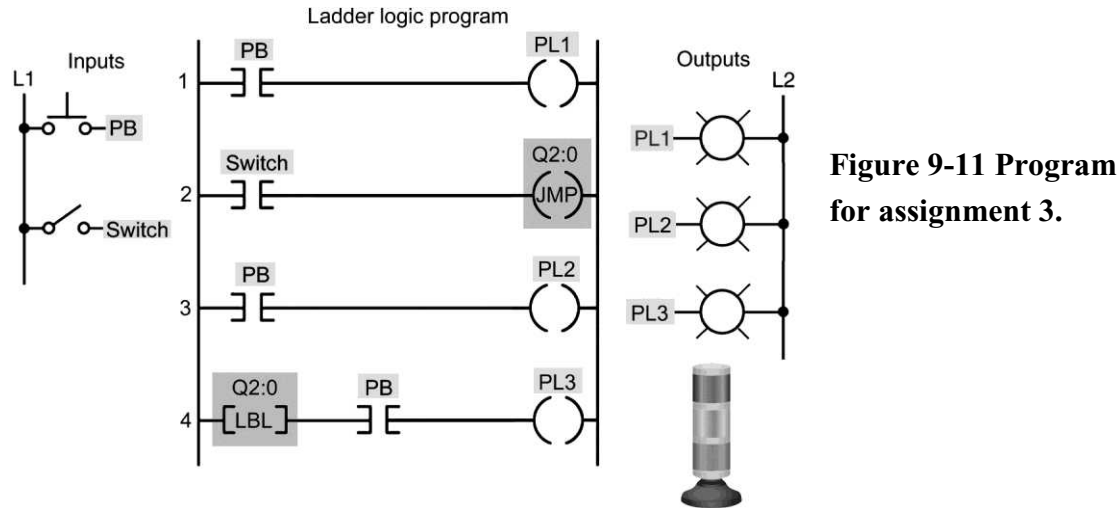 Ladder logic program
Inputs
L1
PB
Switch
PB
PL1
1
Switch
Q2:0
2
JMP
PB
PL2
3
Q2:0
PB
PL3
4
LBL
Outputs
L2
PL1
PL2
PL3
Figure 9-11 Program
for assignment 3.